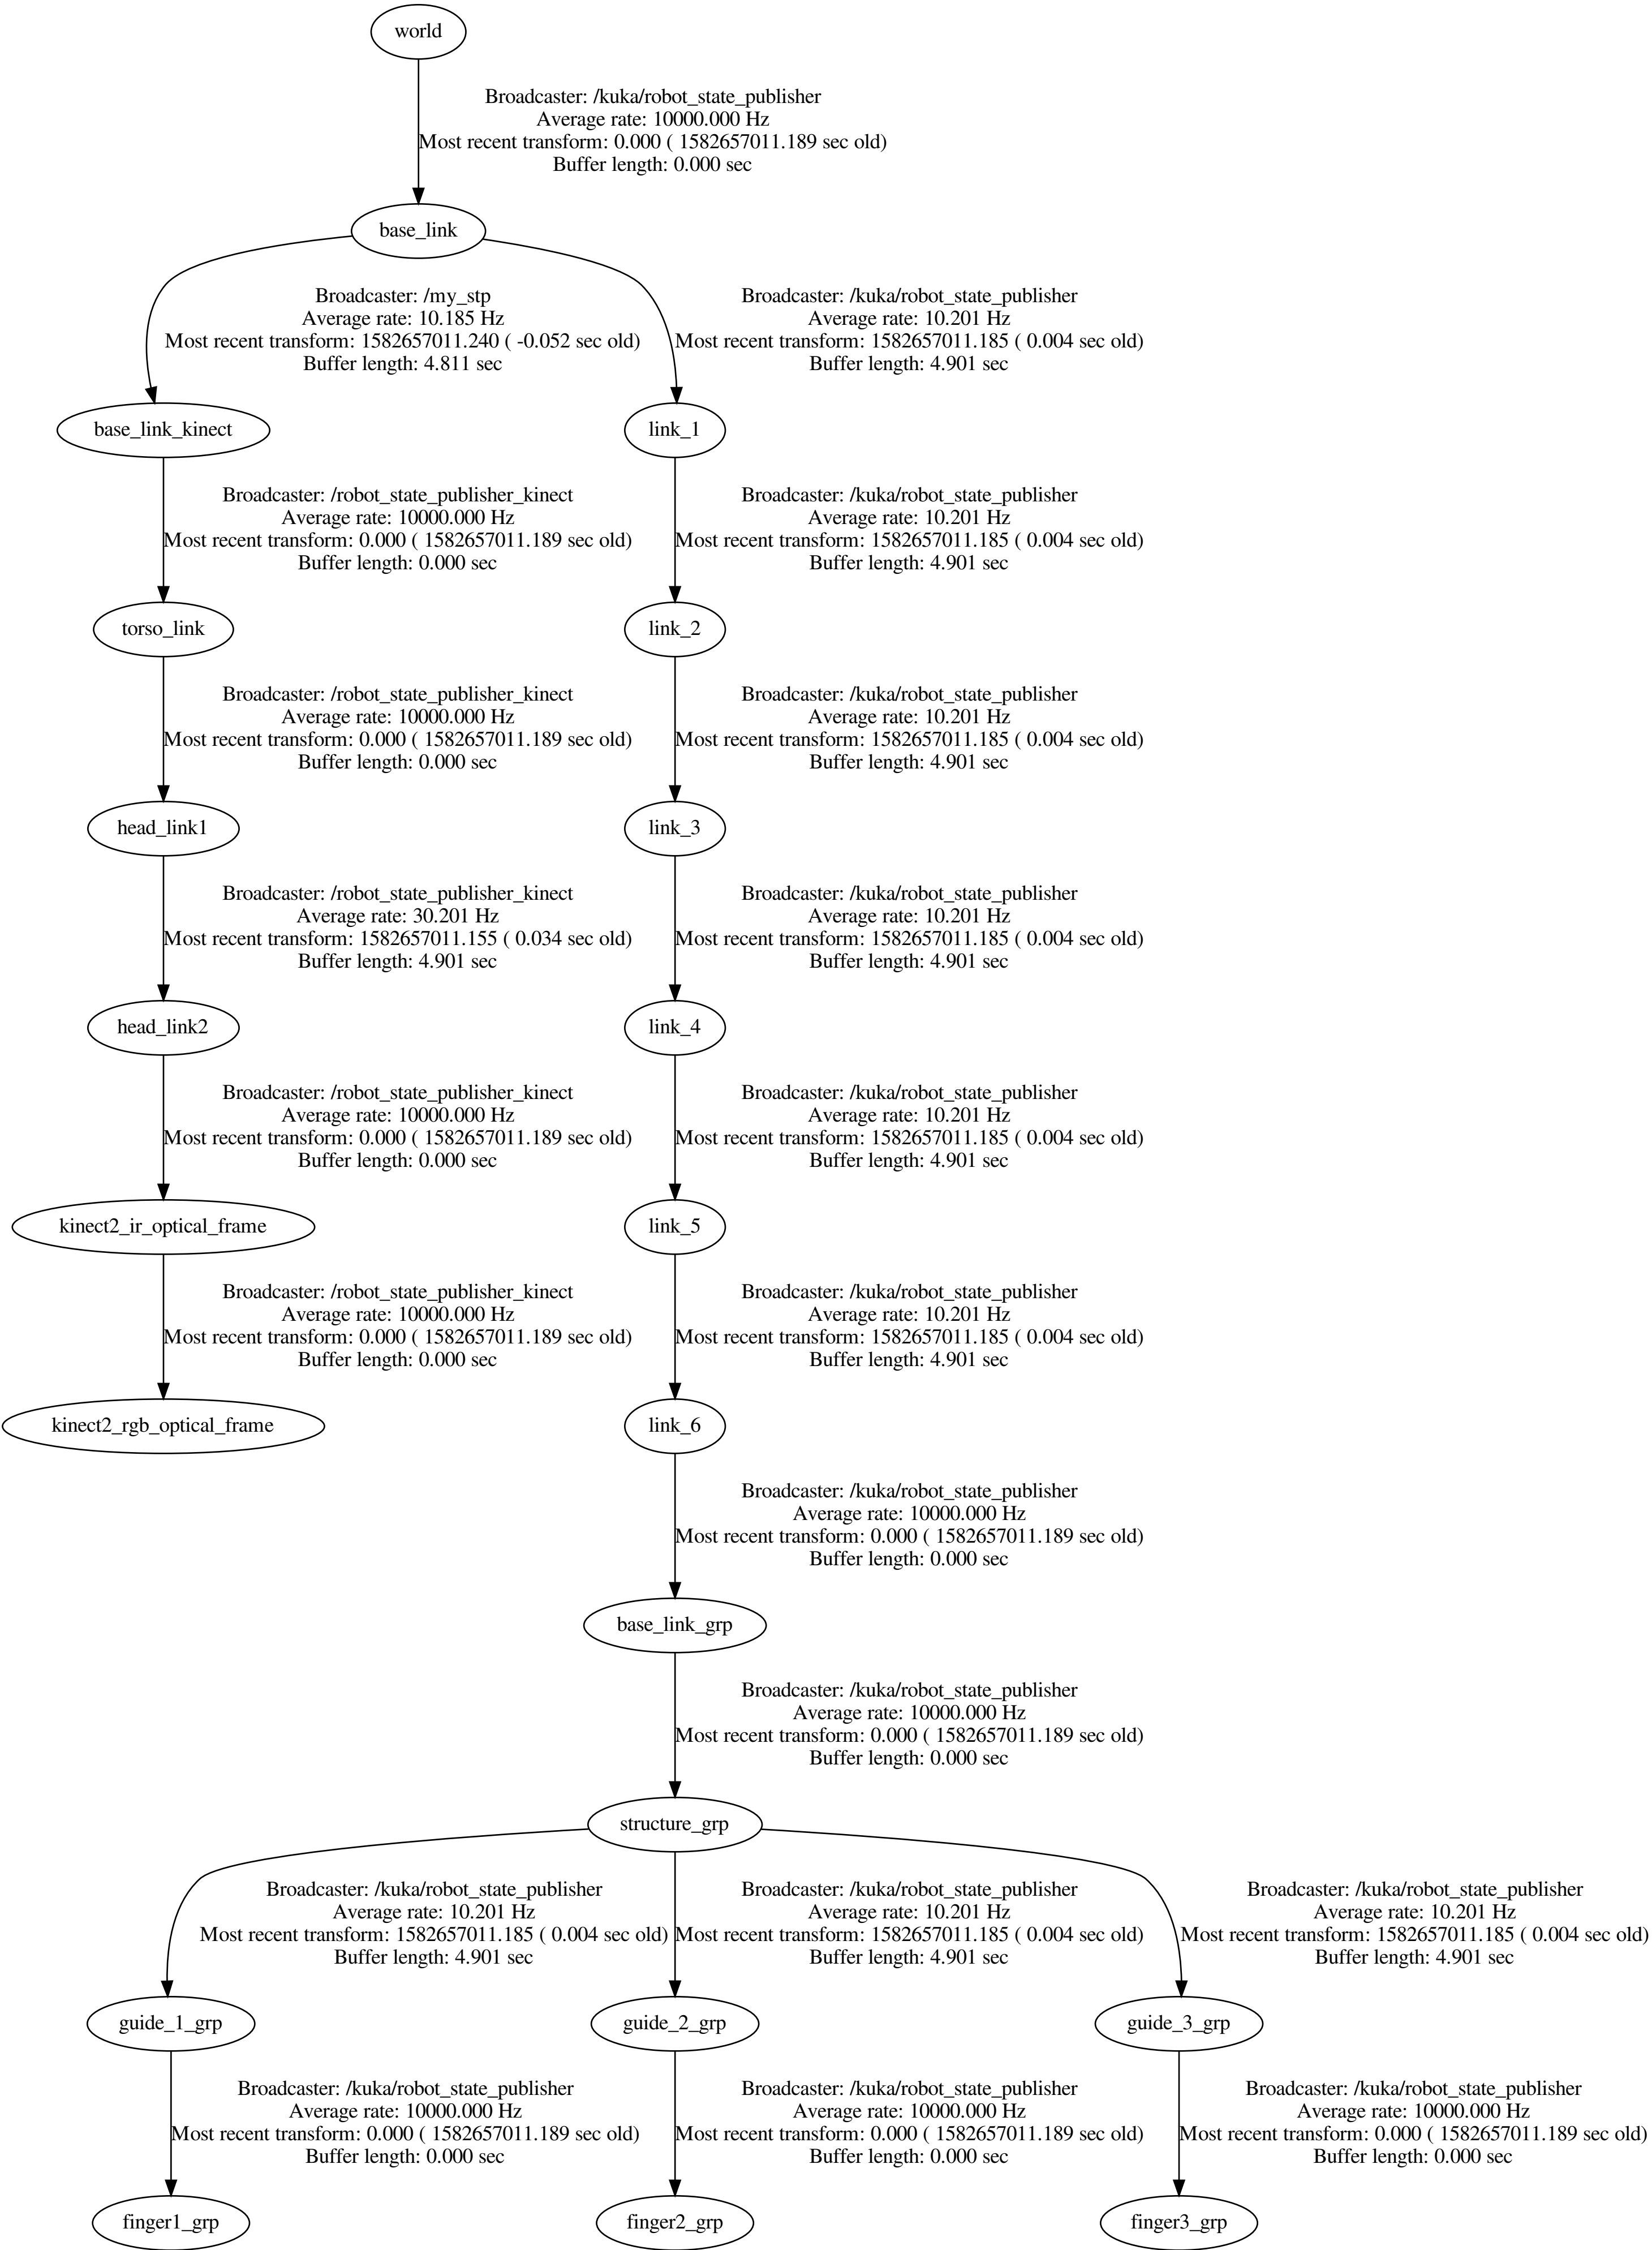 world
Broadcaster: /kuka/robot_state_publisher
Average rate: 10000.000 Hz
Most recent transform: 0.000 ( 1582657011.189 sec old)
Buffer length: 0.000 sec
base_link
Broadcaster: /my_stp
Average rate: 10.185 Hz
Most recent transform: 1582657011.240 ( -0.052 sec old)
Buffer length: 4.811 sec
Broadcaster: /kuka/robot_state_publisher
Average rate: 10.201 Hz
Most recent transform: 1582657011.185 ( 0.004 sec old)
Buffer length: 4.901 sec
base_link_kinect
link_1
Broadcaster: /robot_state_publisher_kinect
Average rate: 10000.000 Hz
Most recent transform: 0.000 ( 1582657011.189 sec old)
Buffer length: 0.000 sec
Broadcaster: /kuka/robot_state_publisher
Average rate: 10.201 Hz
Most recent transform: 1582657011.185 ( 0.004 sec old)
Buffer length: 4.901 sec
torso_link
link_2
Broadcaster: /robot_state_publisher_kinect
Average rate: 10000.000 Hz
Most recent transform: 0.000 ( 1582657011.189 sec old)
Buffer length: 0.000 sec
Broadcaster: /kuka/robot_state_publisher
Average rate: 10.201 Hz
Most recent transform: 1582657011.185 ( 0.004 sec old)
Buffer length: 4.901 sec
head_link1
link_3
Broadcaster: /robot_state_publisher_kinect
Average rate: 30.201 Hz
Most recent transform: 1582657011.155 ( 0.034 sec old)
Buffer length: 4.901 sec
Broadcaster: /kuka/robot_state_publisher
Average rate: 10.201 Hz
Most recent transform: 1582657011.185 ( 0.004 sec old)
Buffer length: 4.901 sec
head_link2
link_4
Broadcaster: /robot_state_publisher_kinect
Average rate: 10000.000 Hz
Most recent transform: 0.000 ( 1582657011.189 sec old)
Buffer length: 0.000 sec
Broadcaster: /kuka/robot_state_publisher
Average rate: 10.201 Hz
Most recent transform: 1582657011.185 ( 0.004 sec old)
Buffer length: 4.901 sec
kinect2_ir_optical_frame
link_5
Broadcaster: /robot_state_publisher_kinect
Average rate: 10000.000 Hz
Most recent transform: 0.000 ( 1582657011.189 sec old)
Buffer length: 0.000 sec
Broadcaster: /kuka/robot_state_publisher
Average rate: 10.201 Hz
Most recent transform: 1582657011.185 ( 0.004 sec old)
Buffer length: 4.901 sec
kinect2_rgb_optical_frame
link_6
Broadcaster: /kuka/robot_state_publisher
Average rate: 10000.000 Hz
Most recent transform: 0.000 ( 1582657011.189 sec old)
Buffer length: 0.000 sec
base_link_grp
Broadcaster: /kuka/robot_state_publisher
Average rate: 10000.000 Hz
Most recent transform: 0.000 ( 1582657011.189 sec old)
Buffer length: 0.000 sec
structure_grp
Broadcaster: /kuka/robot_state_publisher
Average rate: 10.201 Hz
Most recent transform: 1582657011.185 ( 0.004 sec old)
Buffer length: 4.901 sec
Broadcaster: /kuka/robot_state_publisher
Average rate: 10.201 Hz
Most recent transform: 1582657011.185 ( 0.004 sec old)
Buffer length: 4.901 sec
Broadcaster: /kuka/robot_state_publisher
Average rate: 10.201 Hz
Most recent transform: 1582657011.185 ( 0.004 sec old)
Buffer length: 4.901 sec
guide_1_grp
guide_2_grp
guide_3_grp
Broadcaster: /kuka/robot_state_publisher
Average rate: 10000.000 Hz
Most recent transform: 0.000 ( 1582657011.189 sec old)
Buffer length: 0.000 sec
Broadcaster: /kuka/robot_state_publisher
Average rate: 10000.000 Hz
Most recent transform: 0.000 ( 1582657011.189 sec old)
Buffer length: 0.000 sec
Broadcaster: /kuka/robot_state_publisher
Average rate: 10000.000 Hz
Most recent transform: 0.000 ( 1582657011.189 sec old)
Buffer length: 0.000 sec
finger1_grp
finger2_grp
finger3_grp